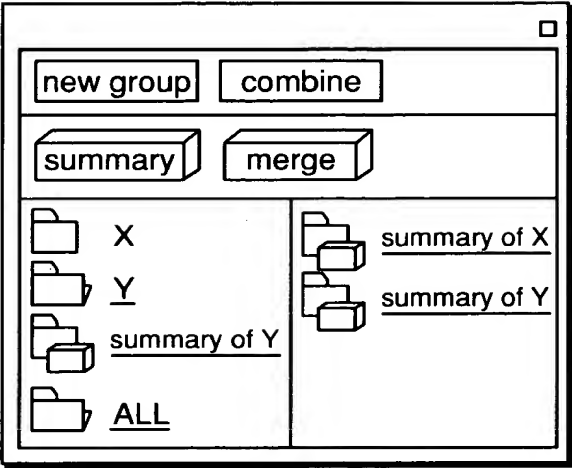 new group combine
summary merge
X
Y
summary of Y
ALL
summary of X
summary of Y